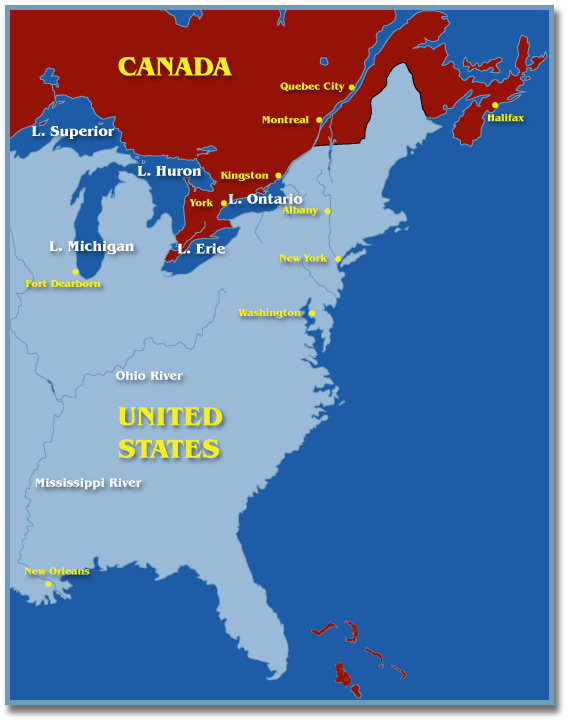 CANADA
Quebec City
Montreal
Halifax
L. Superior
L. Huron
Kingston
York
L. Ontario
Albany
L. Michigan
L. Erie
New York
Fort Dearborn
Washington
Ohio River
UNITED
STATES
Mississippi River
New Orleans